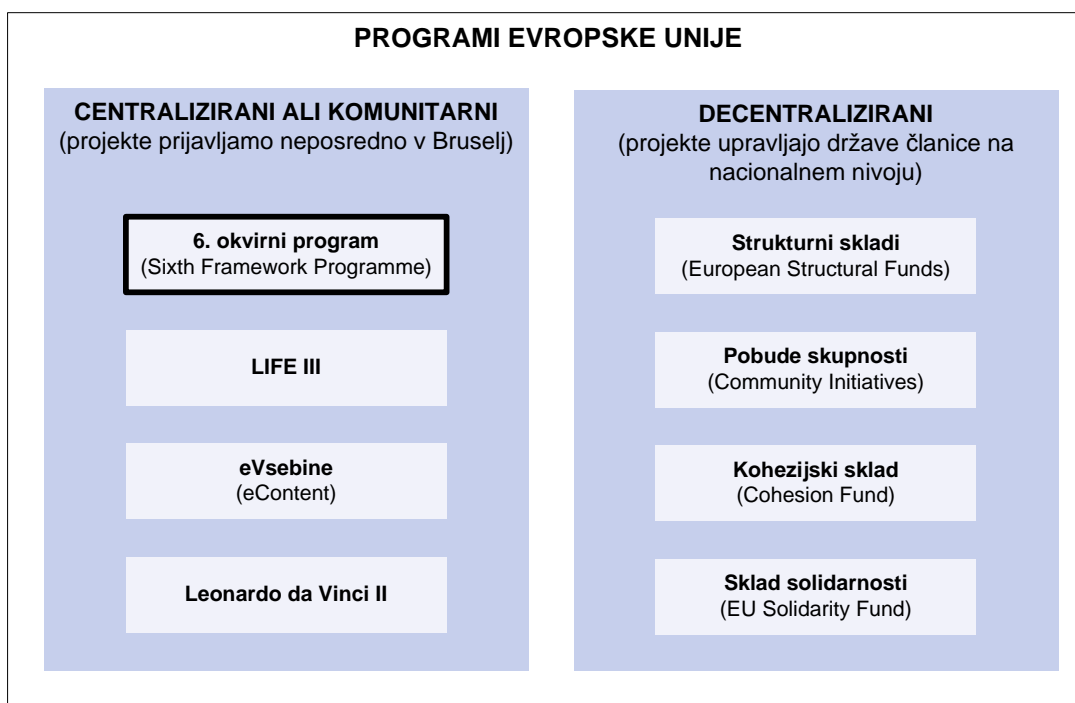 PROGRAMI EVROPSKE UNIJE
CENTRALIZIRANI ALI KOMUNITARNI
(projekte prijavljamo neposredno v Bruselj)
6. okvirni program
(Sixth Framework Programme)
LIFE III
eVsebine
(eContent)
Leonardo da Vinci II
DECENTRALIZIRANI
(projekte upravljajo države članice na
nacionalnem nivoju)
Strukturni skladi
(European Structural Funds)
Pobude skupnosti
(Community Initiatives)
Kohezijski sklad
(Cohesion Fund)
Sklad solidarnosti
(EU Solidarity Fund)